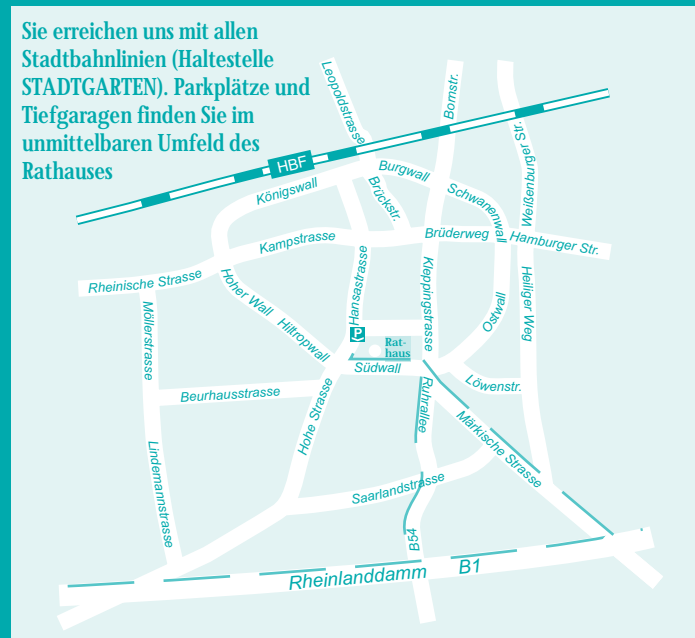 Sie erreichen uns mit allen
Stadtbahnlinien (Haltestelle
STADTGARTEN). Parkplätze und
Tiefgaragen finden Sie im
unmittelbaren Umfeld des
Rathauses
Leopoldstrasse
Bornstr.
Weißenburger Str.
HBF
Burgwall
Königswall
Brückstr.
Schwanenwall
Kampstrasse
Brüderweg
Hamburger Str.
Rheinische Strasse
Hoher Wall
Hansastrasse
Kleppingstrasse
Ostwall
Heiliger Weg
Möllerstrasse
Hiltropwall
P
Rat-
haus
Südwall
Löwenstr.
Beurhausstrasse
Hohe Strasse
Ruhrallee
Märkische Strasse
Lindemannstrasse
Saarlandstrasse
B54
Rheinlanddamm B1